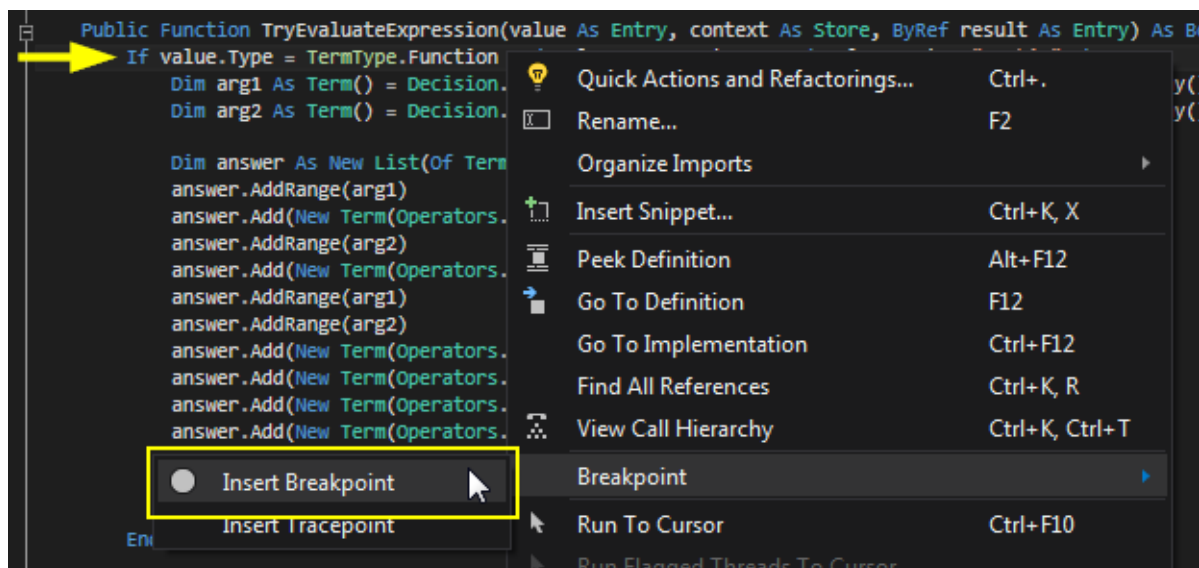 Public Function TryEvaluateExpression(value As Entry, context As Store, ByRef result As Entry) As
If value.Type = TermType.Function
Dim arg1 As Term() = Decision.
y(
Dim arg2 As Term() = Decision.
y(
Dim answer As New List(Of Term
answer.AddRange(arg1)
answer.Add(New Term(Operators.
answer.AddRange(arg2)
answer.Add(New Term(Operators.
answer.AddRange(arg1)
answer.AddRange(arg2)
answer.Add(New Term(Operators.
answer.Add(New Term(Operators.
answer.Add(New Term(Operators.
answer.Add(New Term(Operators.
Quick Actions and Refactorings... Ctrl+.
Rename... F2
Organize Imports
Insert Snippet... Ctrl+K, X
Peek Definition Alt+F12
Go To Definition F12
Go To Implementation Ctrl+F12
Find All References Ctrl+K, R
View Call Hierarchy Ctrl+K, Ctrl+T
Breakpoint
Run To Cursor Ctrl+F10
Run Flagged Threads To Cursor
Insert Breakpoint
Insert Tracepoint